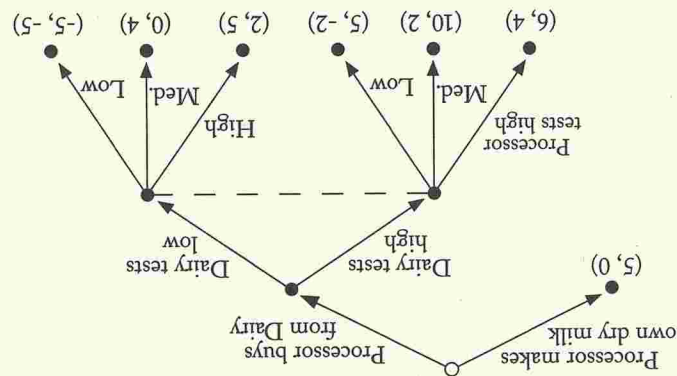 Processor makes
own dry milk
Processor buys
from Dairy
(5, 0)
Dairy tests
high
Dairy tests
low
Processor
tests high
Med.
Low
High
Med.
Low
(6, 4)
(10, 2)
(5, -2)
(2, 5)
(0, 4)
(-5, -5)